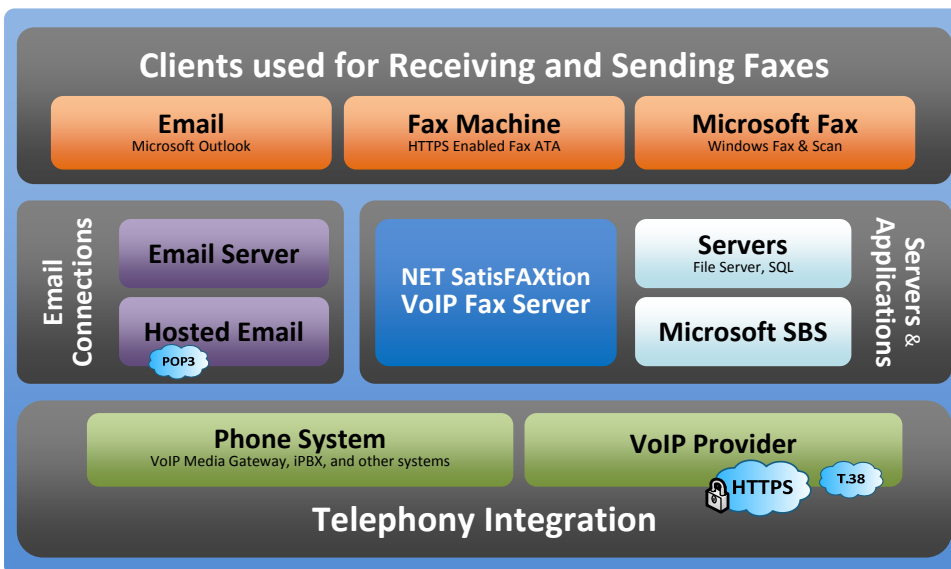 Clients used for Receiving and Sending Faxes
Email
Microsoft Outlook
Fax Machine
HTTPS Enabled Fax ATA
Microsoft Fax
Windows Fax & Scan
Email
Connections
Email Server
Hosted Email
POP3
NET SatisFAXtion
VoIP Fax Server
Servers
File Server, SQL
Microsoft SBS
Servers &
Applications
Phone System
VoIP Media Gateway, iPBX, and other systems
VoIP Provider
HTTPS
T.38
Telephony Integration